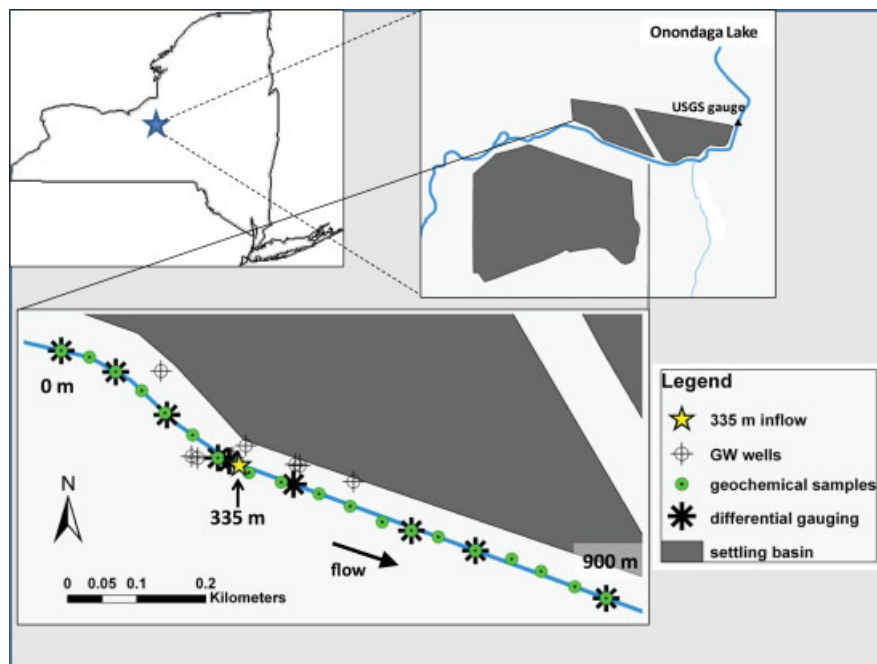 Onondaga Lake
USGS gauge
0 m
335 m
N
flow
900 m
0 0.05 0.1 0.2
Kilometers
Legend
335 m inflow
GW wells
geochemical samples
differential gauging
settling basin